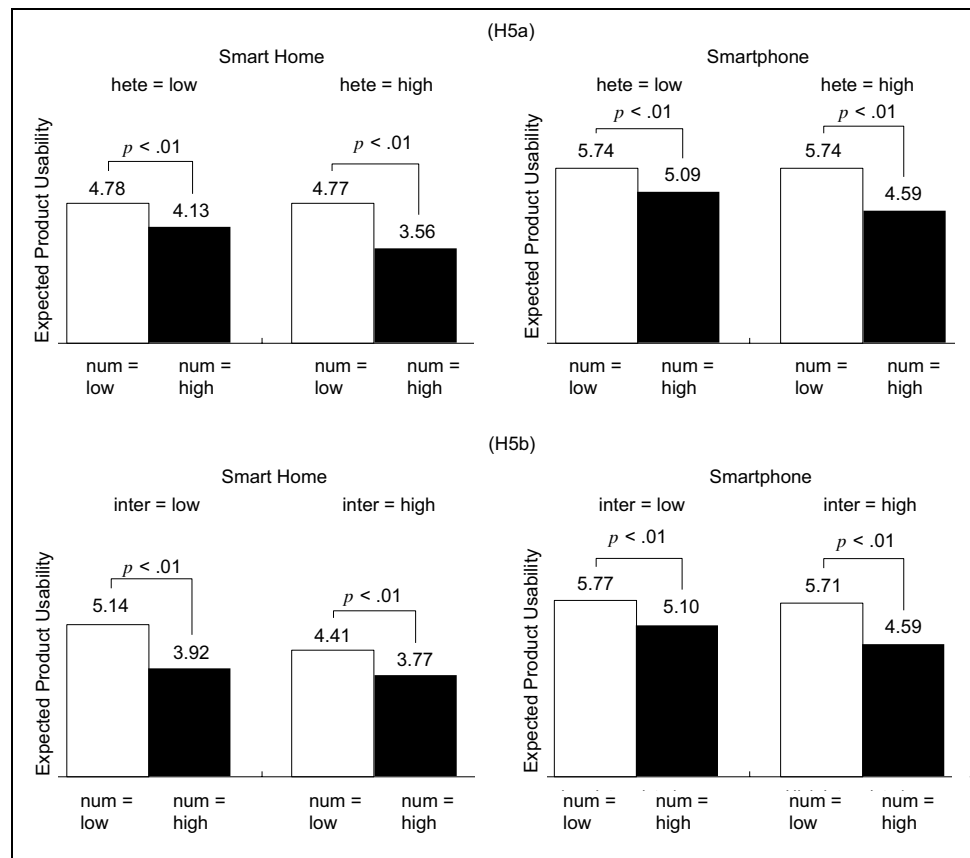 (H5a)
Smart Home
Smartphone
hete = low
hete = high
hete = low
hete = high
Expected Product Usability
p < .01
4.78
4.13
p < .01
4.77
3.56
Expected Product Usability
p < .01
5.74
5.09
p < .01
5.74
4.59
num =
low
num =
high
num =
low
num =
high
num =
low
num =
high
num =
low
num =
high
(H5b)
Smart Home
Smartphone
inter = low
inter = high
inter = low
inter = high
Expected Product Usability
p < .01
5.14
3.92
p < .01
4.41
3.77
Expected Product Usability
p < .01
5.77
5.10
p < .01
5.71
4.59
num =
low
num =
high
num =
low
num =
high
num =
low
num =
high
num =
low
num =
high